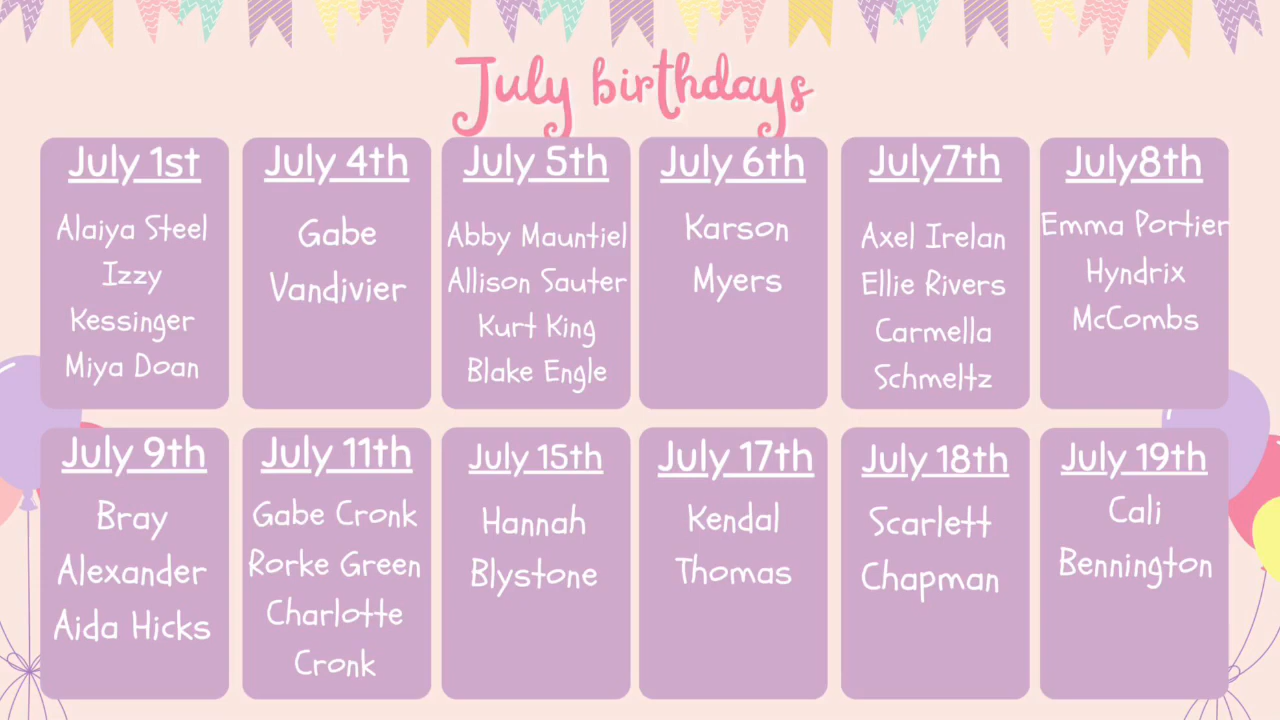 July birthdays
July 1st
Alaiya Steel
Izzy
Kessinger
Miya Doan
July 4th
Gabe
Vandivier
July 5th
Abby Mauntiel
Allison Sauter
Kurt King
Blake Engle
July 6th
Karson
Myers
July7th
Axel Irelan
Ellie Rivers
Carmella
Schmeltz
July8th
Emma Portier
Hyndrix
McCombs
July 9th
Bray
Alexander
Aida Hicks
July 11th
Gabe Cronk
Rorke Green
Charlotte
Cronk
July 15th
Hannah
Blystone
July 17th
Kendal
Thomas
July 18th
Scarlett
Chapman
July 19th
Cali
Bennington